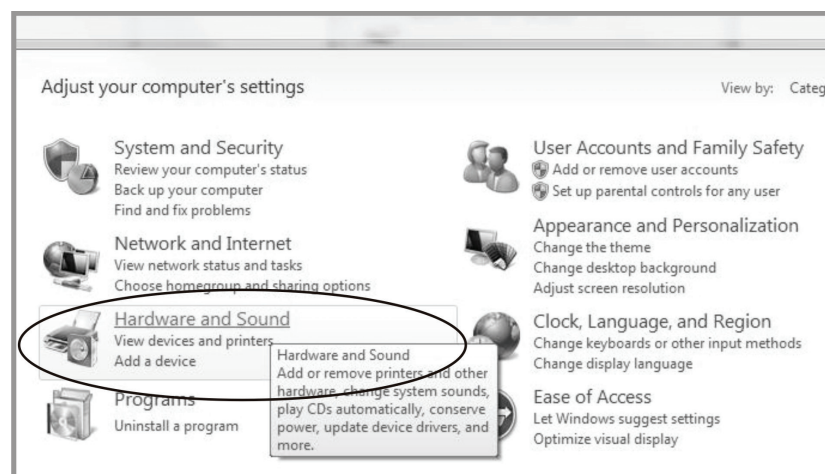 Adjust your computer's settings
View by: Categ
System and Security
Review your computer's status
Back up your computer
Find and fix problems
Network and Internet
View network status and tasks
Choose homegroup and sharing options
Hardware and Sound
View devices and printers
Add a device
Programs
Uninstall a program
Hardware and Sound
Add or remove printers and other
hardware, change system sounds,
play CDs automatically, conserve
power, update device drivers, and
more.
User Accounts and Family Safety
Add or remove user accounts
Set up parental controls for any user
Appearance and Personalization
Change the theme
Change desktop background
Adjust screen resolution
Clock, Language, and Region
Change keyboards or other input methods
Change display language
Ease of Access
Let Windows suggest settings
Optimize visual display